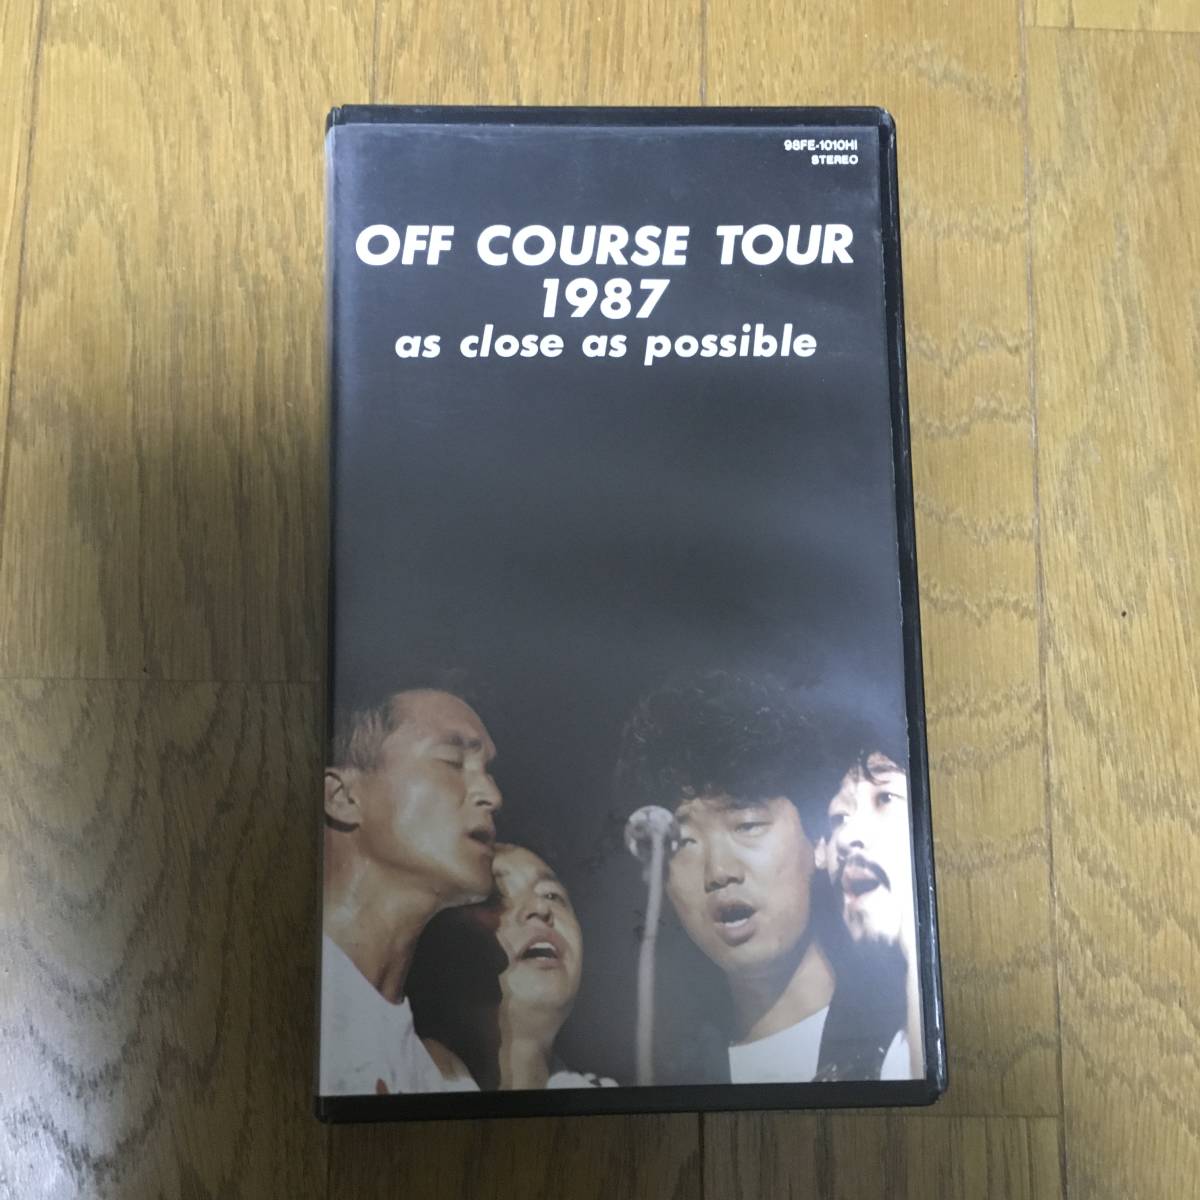 98FE-1010HI
STEREO
OFF COURSE TOUR
1987
as close as possible